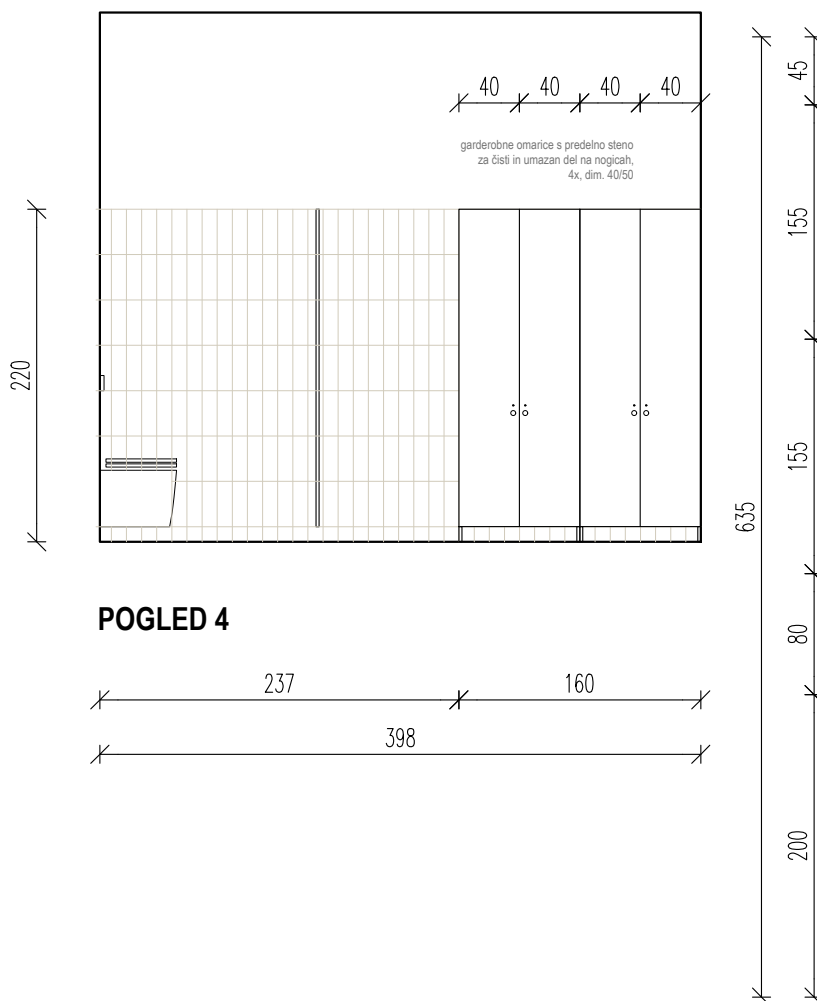 40 40 40 40
garderobne omarice s predelno steno
za čisti in umazan del na nogicah,
4x, dim. 40/50
220
POGLED 4
237 160
398
635
45
155
155
80
200